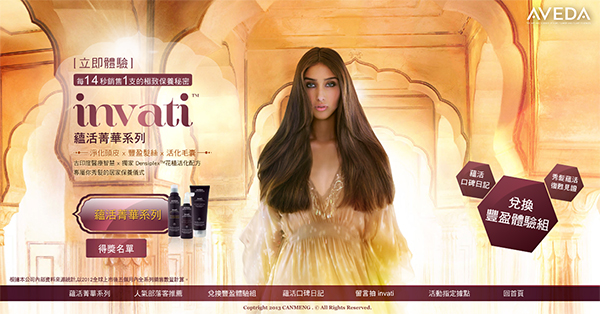 AVEDA
|立即體驗|
每14秒銷售1支的極致保養秘密
invati™
蘊活菁華系列
淨化頭皮 x 豐盈髮絲 x 活化毛囊
古印度醫療智慧 x 獨家 Densiplex™花蘊活化配方
專屬你秀髮的居家保養儀式
蘊活菁華系列
得獎名單
蘊活
口碑日記
秀髮蘊活
復甦見證
兌換
豐盈體驗組
蘊活菁華系列
人氣部落客推薦
兌換豐盈體驗組
蘊活口碑日記
留言搶 invati
活動指定據點
回首頁
Copyright 2013 CANMENG . © All Rights Reserved.